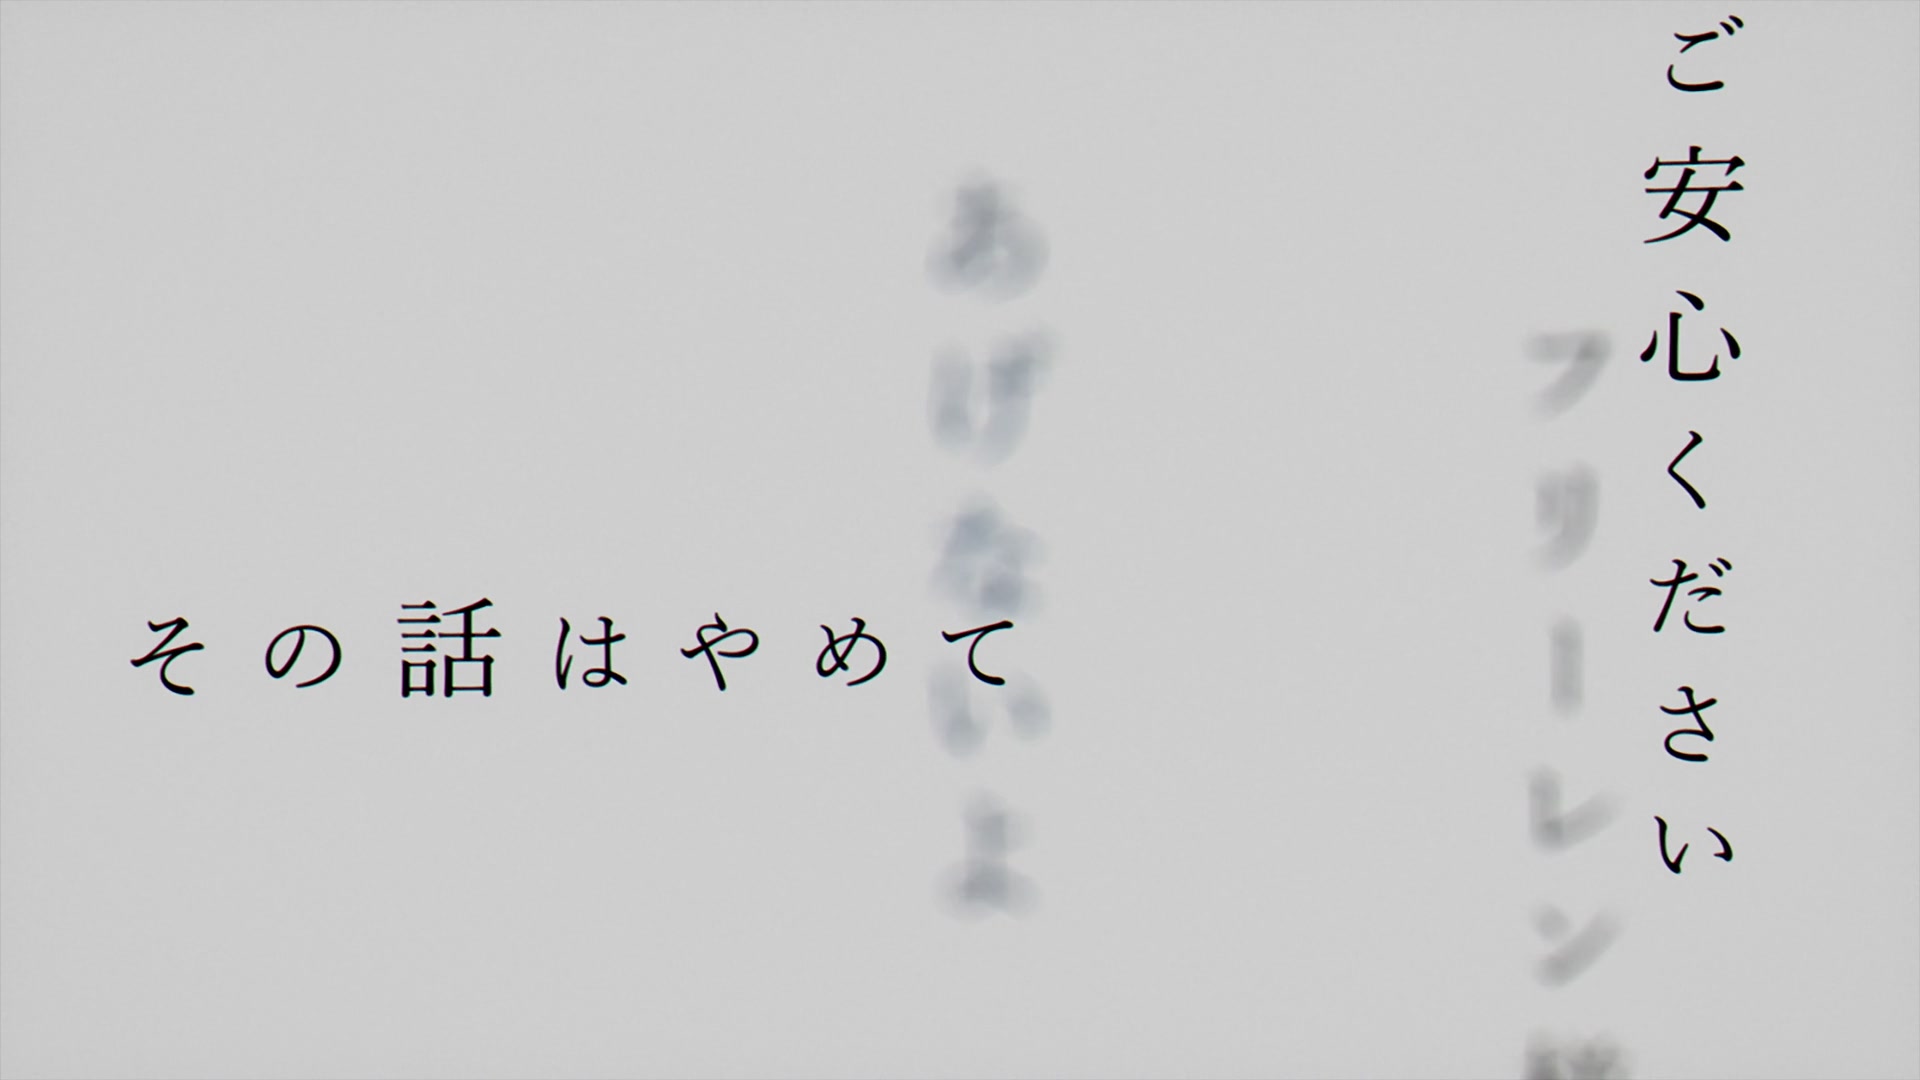 ご安心ください
フリーレン
あげないよ
その話はやめて